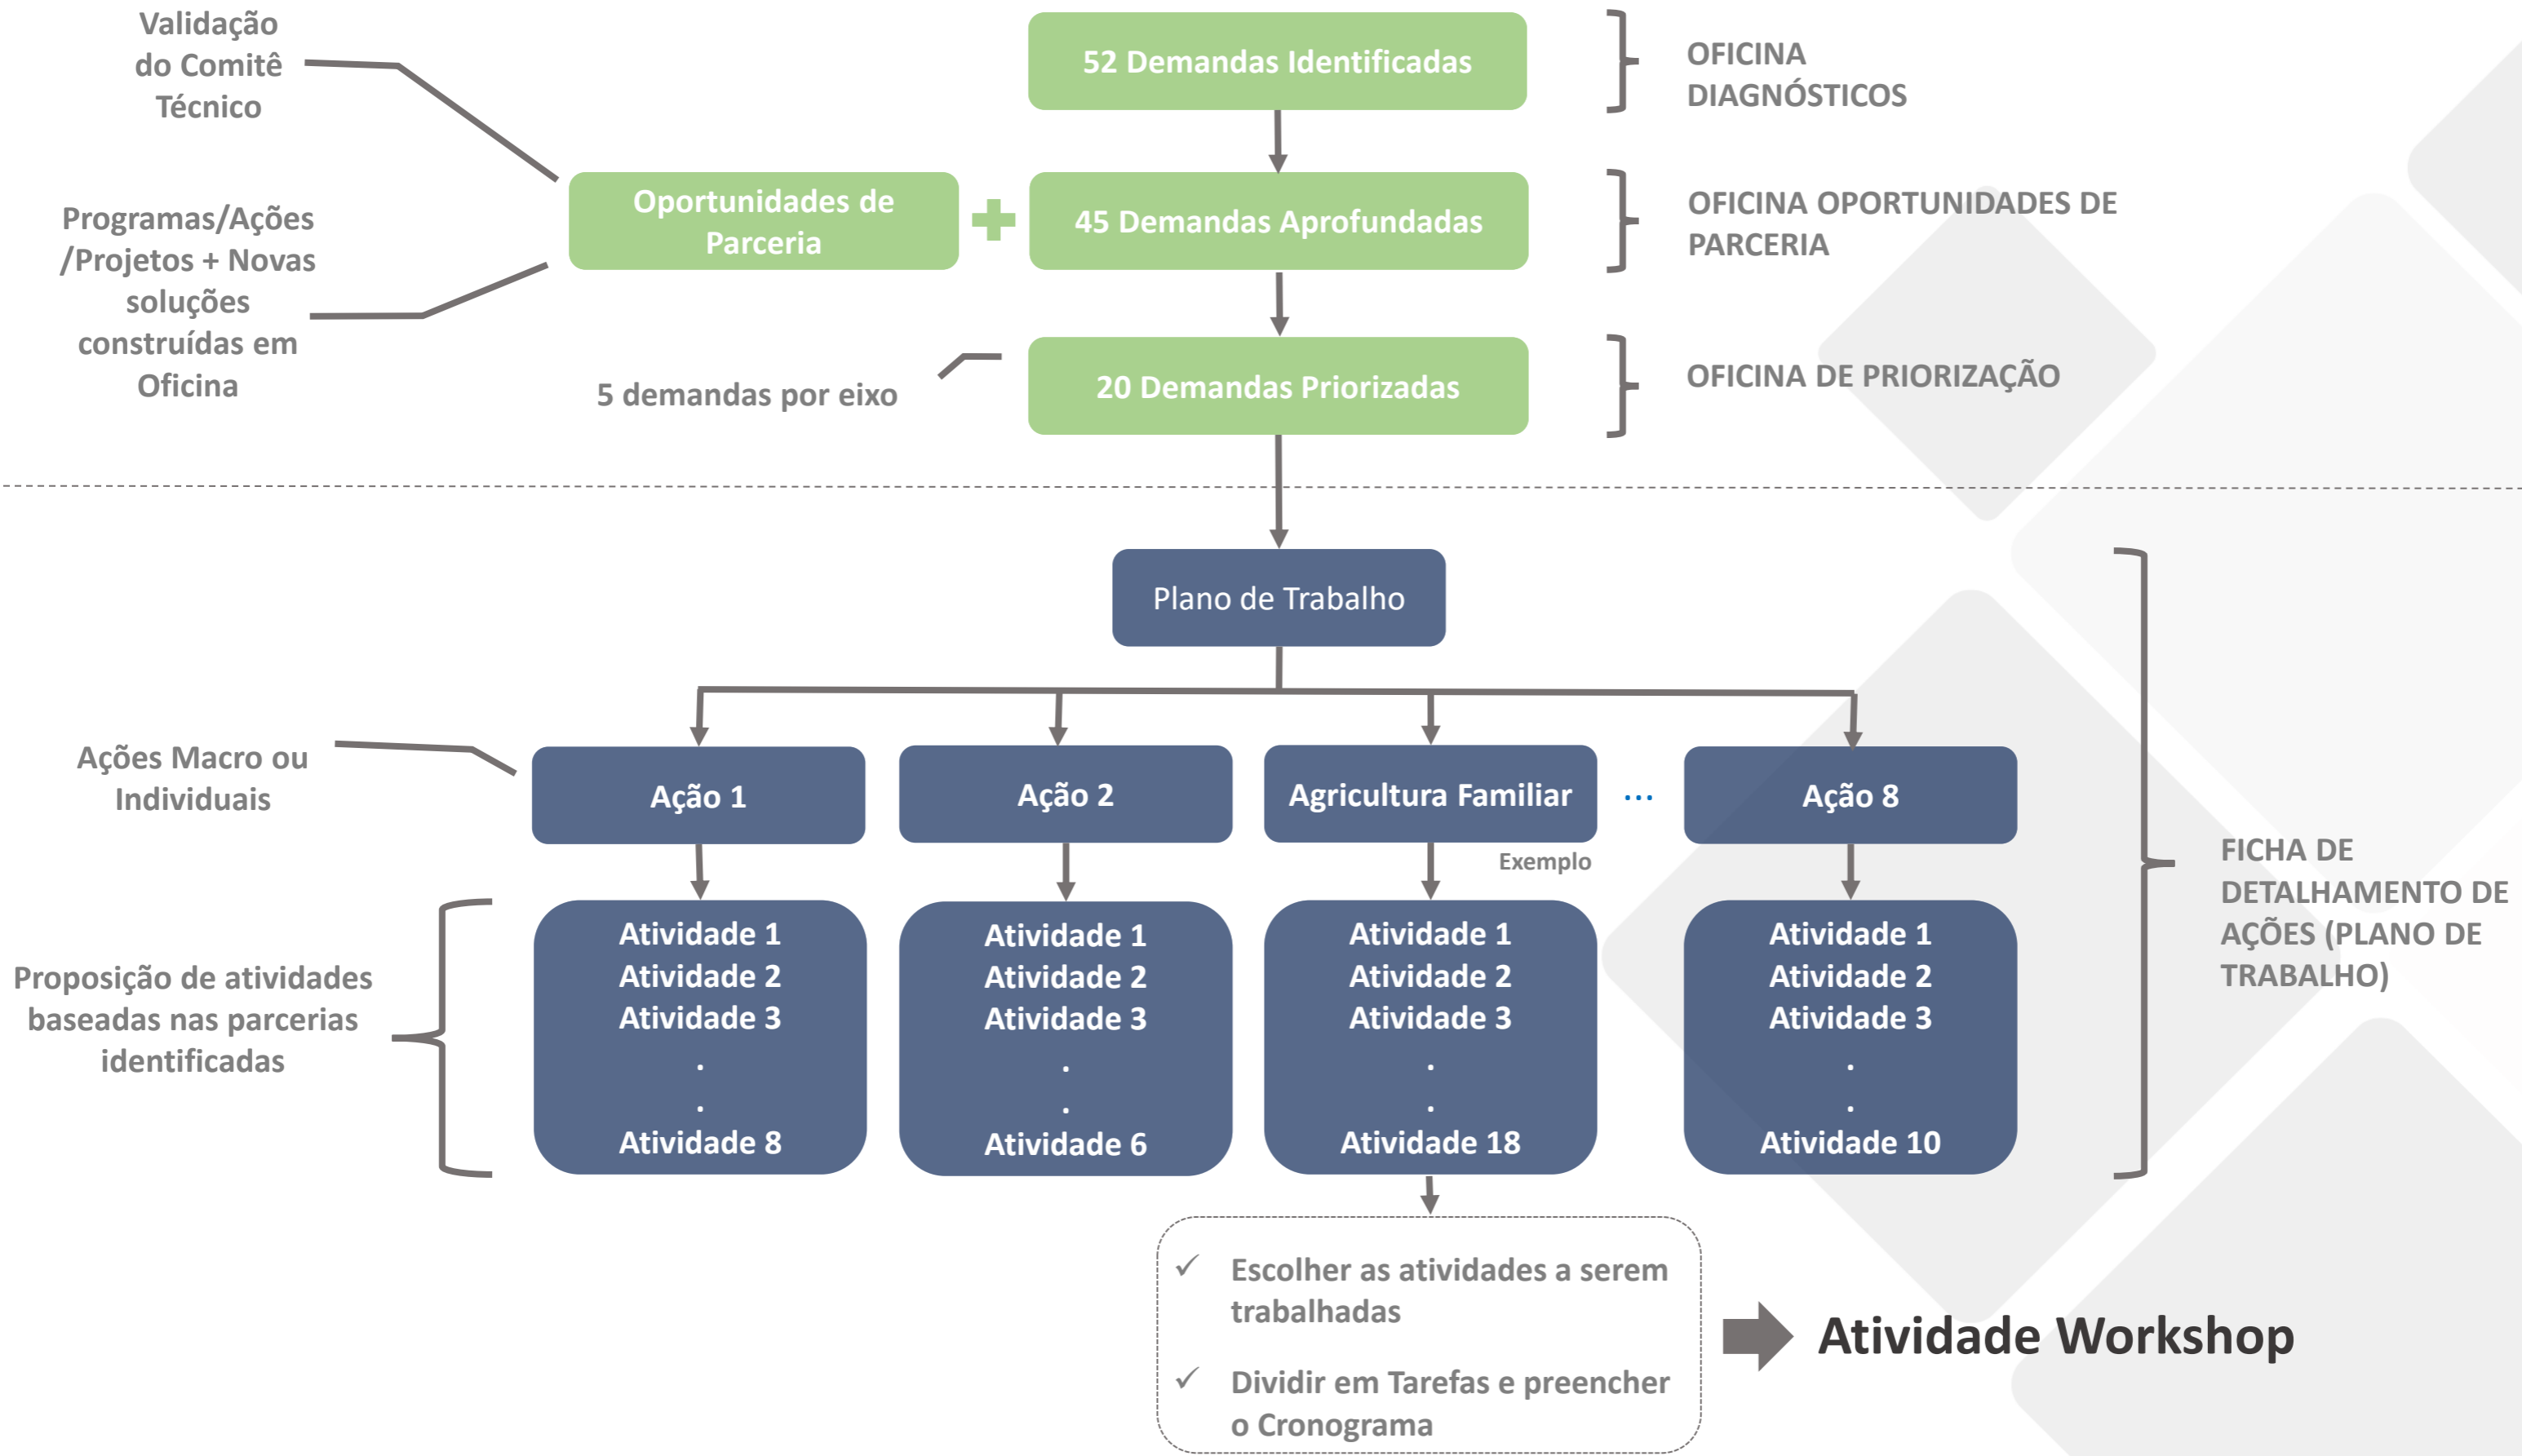 Validação
do Comitê
Técnico
52 Demandas Identificadas
OFICINA
DIAGNÓSTICOS
Programas/Ações
/Projetos + Novas
soluções
construídas em
Oficina
Oportunidades de
Parceria
45 Demandas Aprofundadas
OFICINA OPORTUNIDADES DE
PARCERIA
5 demandas por eixo
20 Demandas Priorizadas
OFICINA DE PRIORIZAÇÃO
Plano de Trabalho
Ações Macro ou
Individuais
Ação 1
Ação 2
Agricultura Familiar
...
Ação 8
Exemplo
Proposição de atividades
baseadas nas parcerias
identificadas
Atividade 1
Atividade 2
Atividade 3
.
.
Atividade 8
Atividade 1
Atividade 2
Atividade 3
.
.
Atividade 6
Atividade 1
Atividade 2
Atividade 3
.
.
Atividade 18
Atividade 1
Atividade 2
Atividade 3
.
.
Atividade 10
FICHA DE
DETALHAMENTO DE
AÇÕES (PLANO DE
TRABALHO)
✓ Escolher as atividades a serem
trabalhadas
✓ Dividir em Tarefas e preencher
o Cronograma
Atividade Workshop